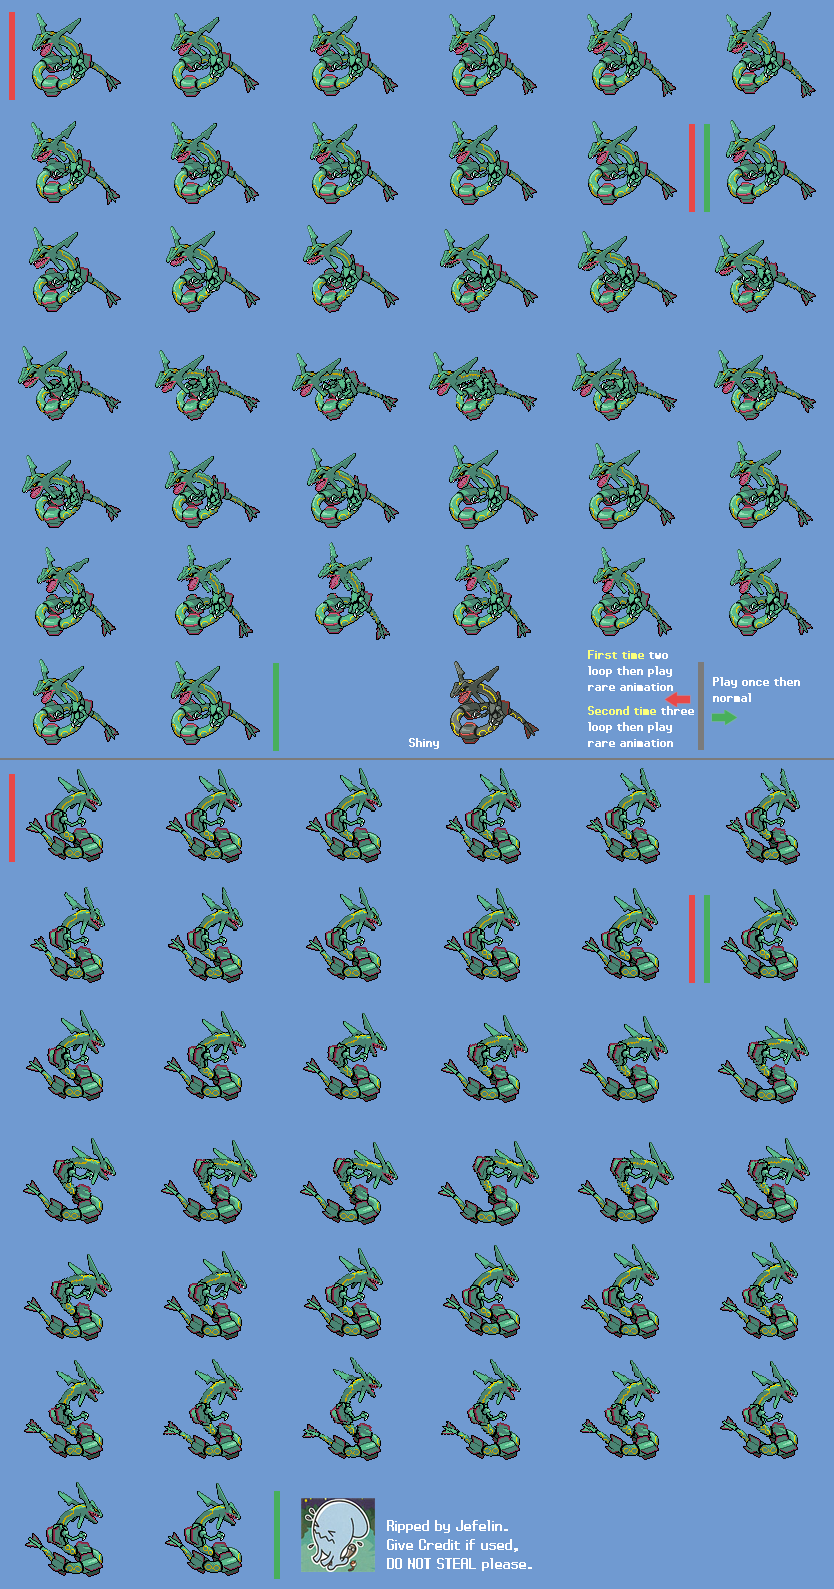 First time two
loop then play
rare animation
Second time three
loop then play
rare animation
Play once then
normal
Shiny
Ripped by Jefelin.
Give Credit if used,
DO NOT STEAL please.